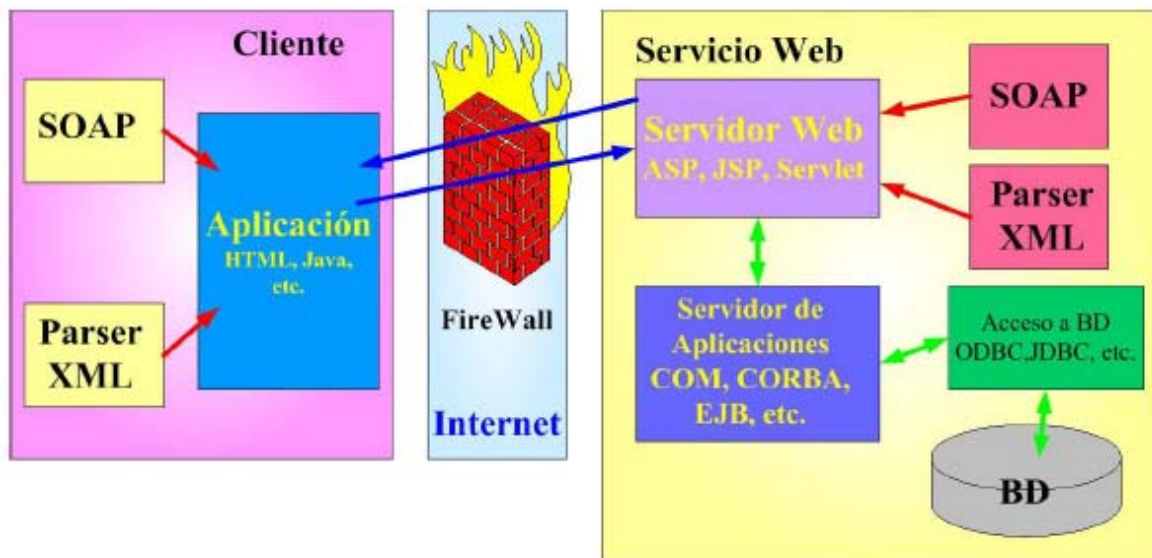 Cliente
SOAP
Aplicación
HTML, Java,
etc.
Parser
XML
FireWall
Internet
Servicio Web
Servidor Web
ASP, JSP, Servlet
SOAP
Parser
XML
Servidor de
Aplicaciones
COM, CORBA,
EJB, etc.
Acceso a BD
ODBC,JDBC, etc.
BD